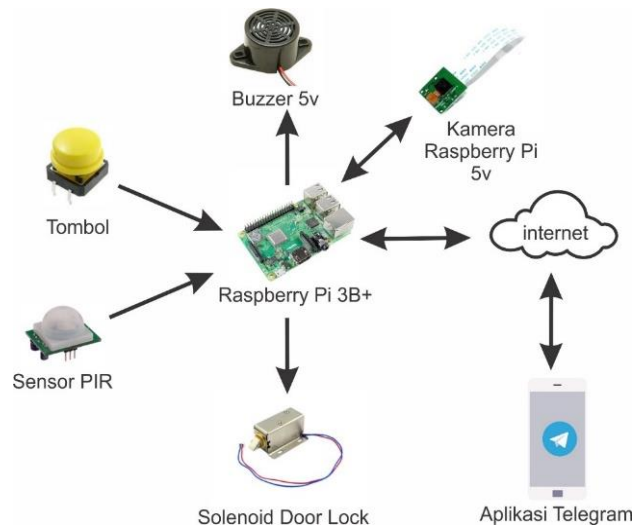 Buzzer 5v
Kamera
Raspberry Pi
5v
Tombol
internet
Raspberry Pi 3B+
Sensor PIR
Solenoid Door Lock
Aplikasi Telegram